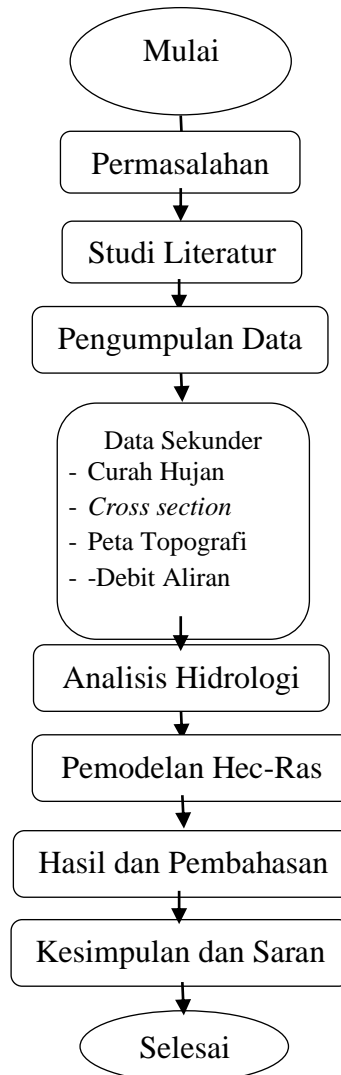 Mulai
Permasalahan
Studi Literatur
Pengumpulan Data
Data Sekunder
- Curah Hujan
- Cross section
- Peta Topografi
- -Debit Aliran
Analisis Hidrologi
Pemodelan Hec-Ras
Hasil dan Pembahasan
Kesimpulan dan Saran
Selesai